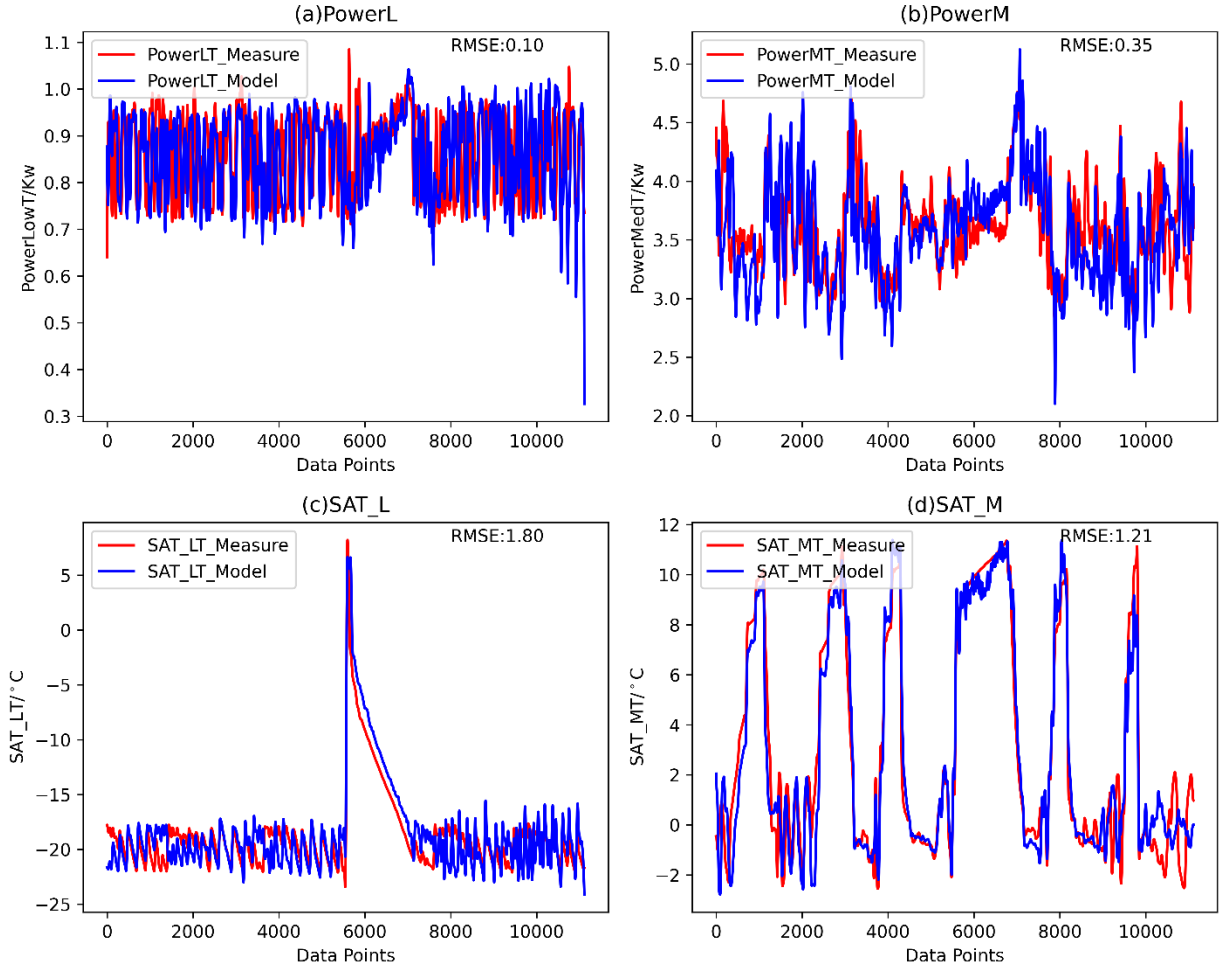 (a)PowerL
PowerLT_Measure
PowerLT_Model
RMSE:0.10
PowerLowT/Kw
1.1
1.0
0.9
0.8
0.7
0.6
0.5
0.4
0.3
0 2000 4000 6000 8000 10000
Data Points
(b)PowerM
PowerMT_Measure
PowerMT_Model
RMSE:0.35
PowerMedT/Kw
5.0
4.5
4.0
3.5
3.0
2.5
2.0
0 2000 4000 6000 8000 10000
Data Points
(c)SAT_L
SAT_LT_Measure
SAT_LT_Model
RMSE:1.80
SAT_LT/°C
5
0
−5
−10
−15
−20
−25
0 2000 4000 6000 8000 10000
Data Points
(d)SAT_M
SAT_MT_Measure
SAT_MT_Model
RMSE:1.21
SAT_MT/°C
12
10
8
6
4
2
0
−2
0 2000 4000 6000 8000 10000
Data Points